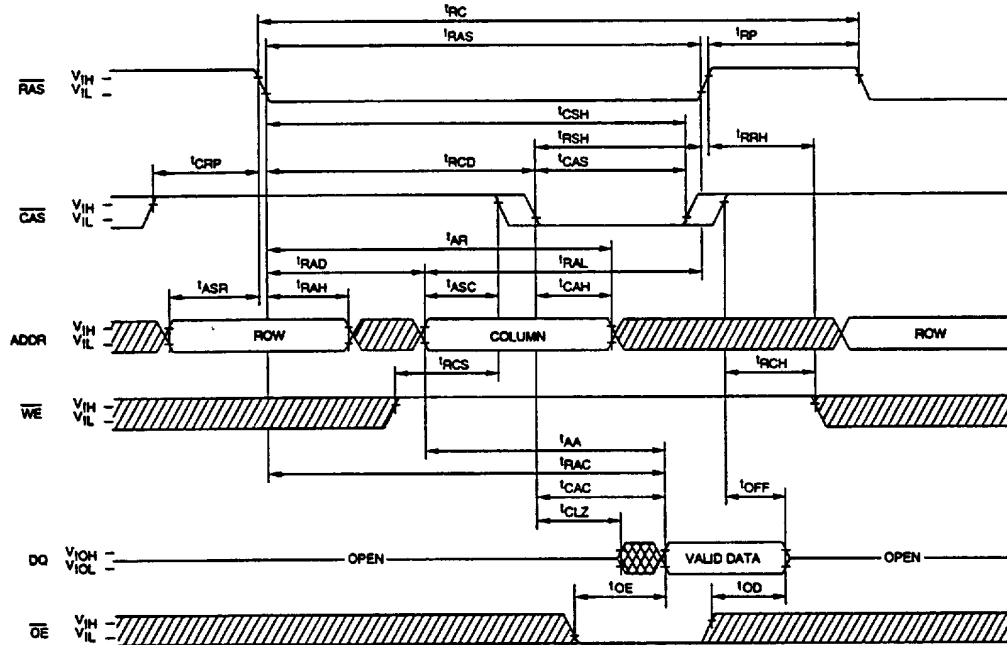 tRC
tRAS
tRP
RAS
VIH
VIL
tCSH
tRSH
tRRH
tCRP
tRCD
tCAS
CAS
VIH
VIL
tAR
tRAD
tRAL
tASR
tRAH
tASC
tCAH
ADDR
VIH
VIL
ROW
COLUMN
ROW
tRCS
tRCH
WE
VIH
VIL
tAA
tRAC
tCAC
tOFF
tCLZ
DQ
VIOH
VIOL
OPEN
VALID DATA
OPEN
tOE
tOD
OE
VIH
VIL